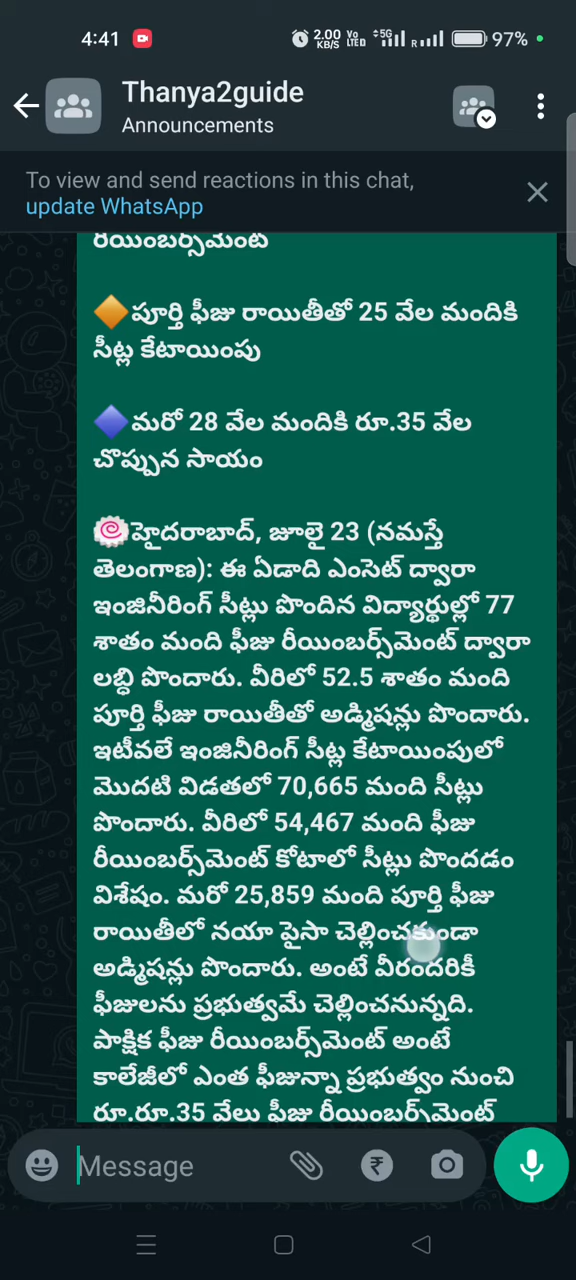 4:41
2.00 KB/S
Vo LTE
5G
R
97%
Thanya2guide
Announcements
To view and send reactions in this chat,
update WhatsApp
రీయింబర్స్‌మెంట్
పూర్తి ఫీజు రాయితీతో 25 వేల మందికి
సీట్ల కేటాయింపు
మరో 28 వేల మందికి రూ.35 వేల
చొప్పున సాయం
హైదరాబాద్, జూలై 23 (నమస్తే
తెలంగాణ): ఈ ఏడాది ఎంసెట్ ద్వారా
ఇంజినీరింగ్ సీట్లు పొందిన విద్యార్థుల్లో 77
శాతం మంది ఫీజు రీయింబర్స్‌మెంట్ ద్వారా
లబ్ధి పొందారు. వీరిలో 52.5 శాతం మంది
పూర్తి ఫీజు రాయితీతో అడ్మిషన్లు పొందారు.
ఇటీవలే ఇంజినీరింగ్ సీట్ల కేటాయింపులో
మొదటి విడతలో 70,665 మంది సీట్లు
పొందారు. వీరిలో 54,467 మంది ఫీజు
రీయింబర్స్‌మెంట్ కోటాలో సీట్లు పొందడం
విశేషం. మరో 25,859 మంది పూర్తి ఫీజు
రాయితీలో నయా పైసా చెల్లించకుండా
అడ్మిషన్లు పొందారు. అంటే వీరందరికీ
ఫీజులను ప్రభుత్వమే చెల్లించనున్నది.
పాక్షిక ఫీజు రీయింబర్స్‌మెంట్ అంటే
కాలేజీలో ఎంత ఫీజున్నా ప్రభుత్వం నుంచి
రూ.రూ.35 వేలు ఫీజు రీయింబర్స్‌మెంట్
Message